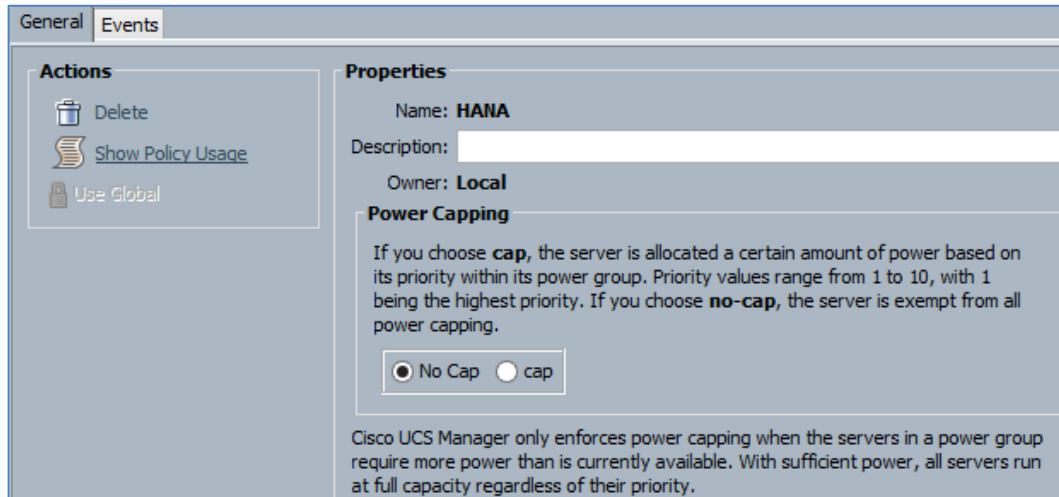 General
Events
Actions
Delete
Show Policy Usage
Use Global
Properties
Name: HANA
Description:
Owner: Local
Power Capping
If you choose cap, the server is allocated a certain amount of power based on
its priority within its power group. Priority values range from 1 to 10, with 1
being the highest priority. If you choose no-cap, the server is exempt from all
power capping.
No Cap cap
Cisco UCS Manager only enforces power capping when the servers in a power group
require more power than is currently available. With sufficient power, all servers run
at full capacity regardless of their priority.